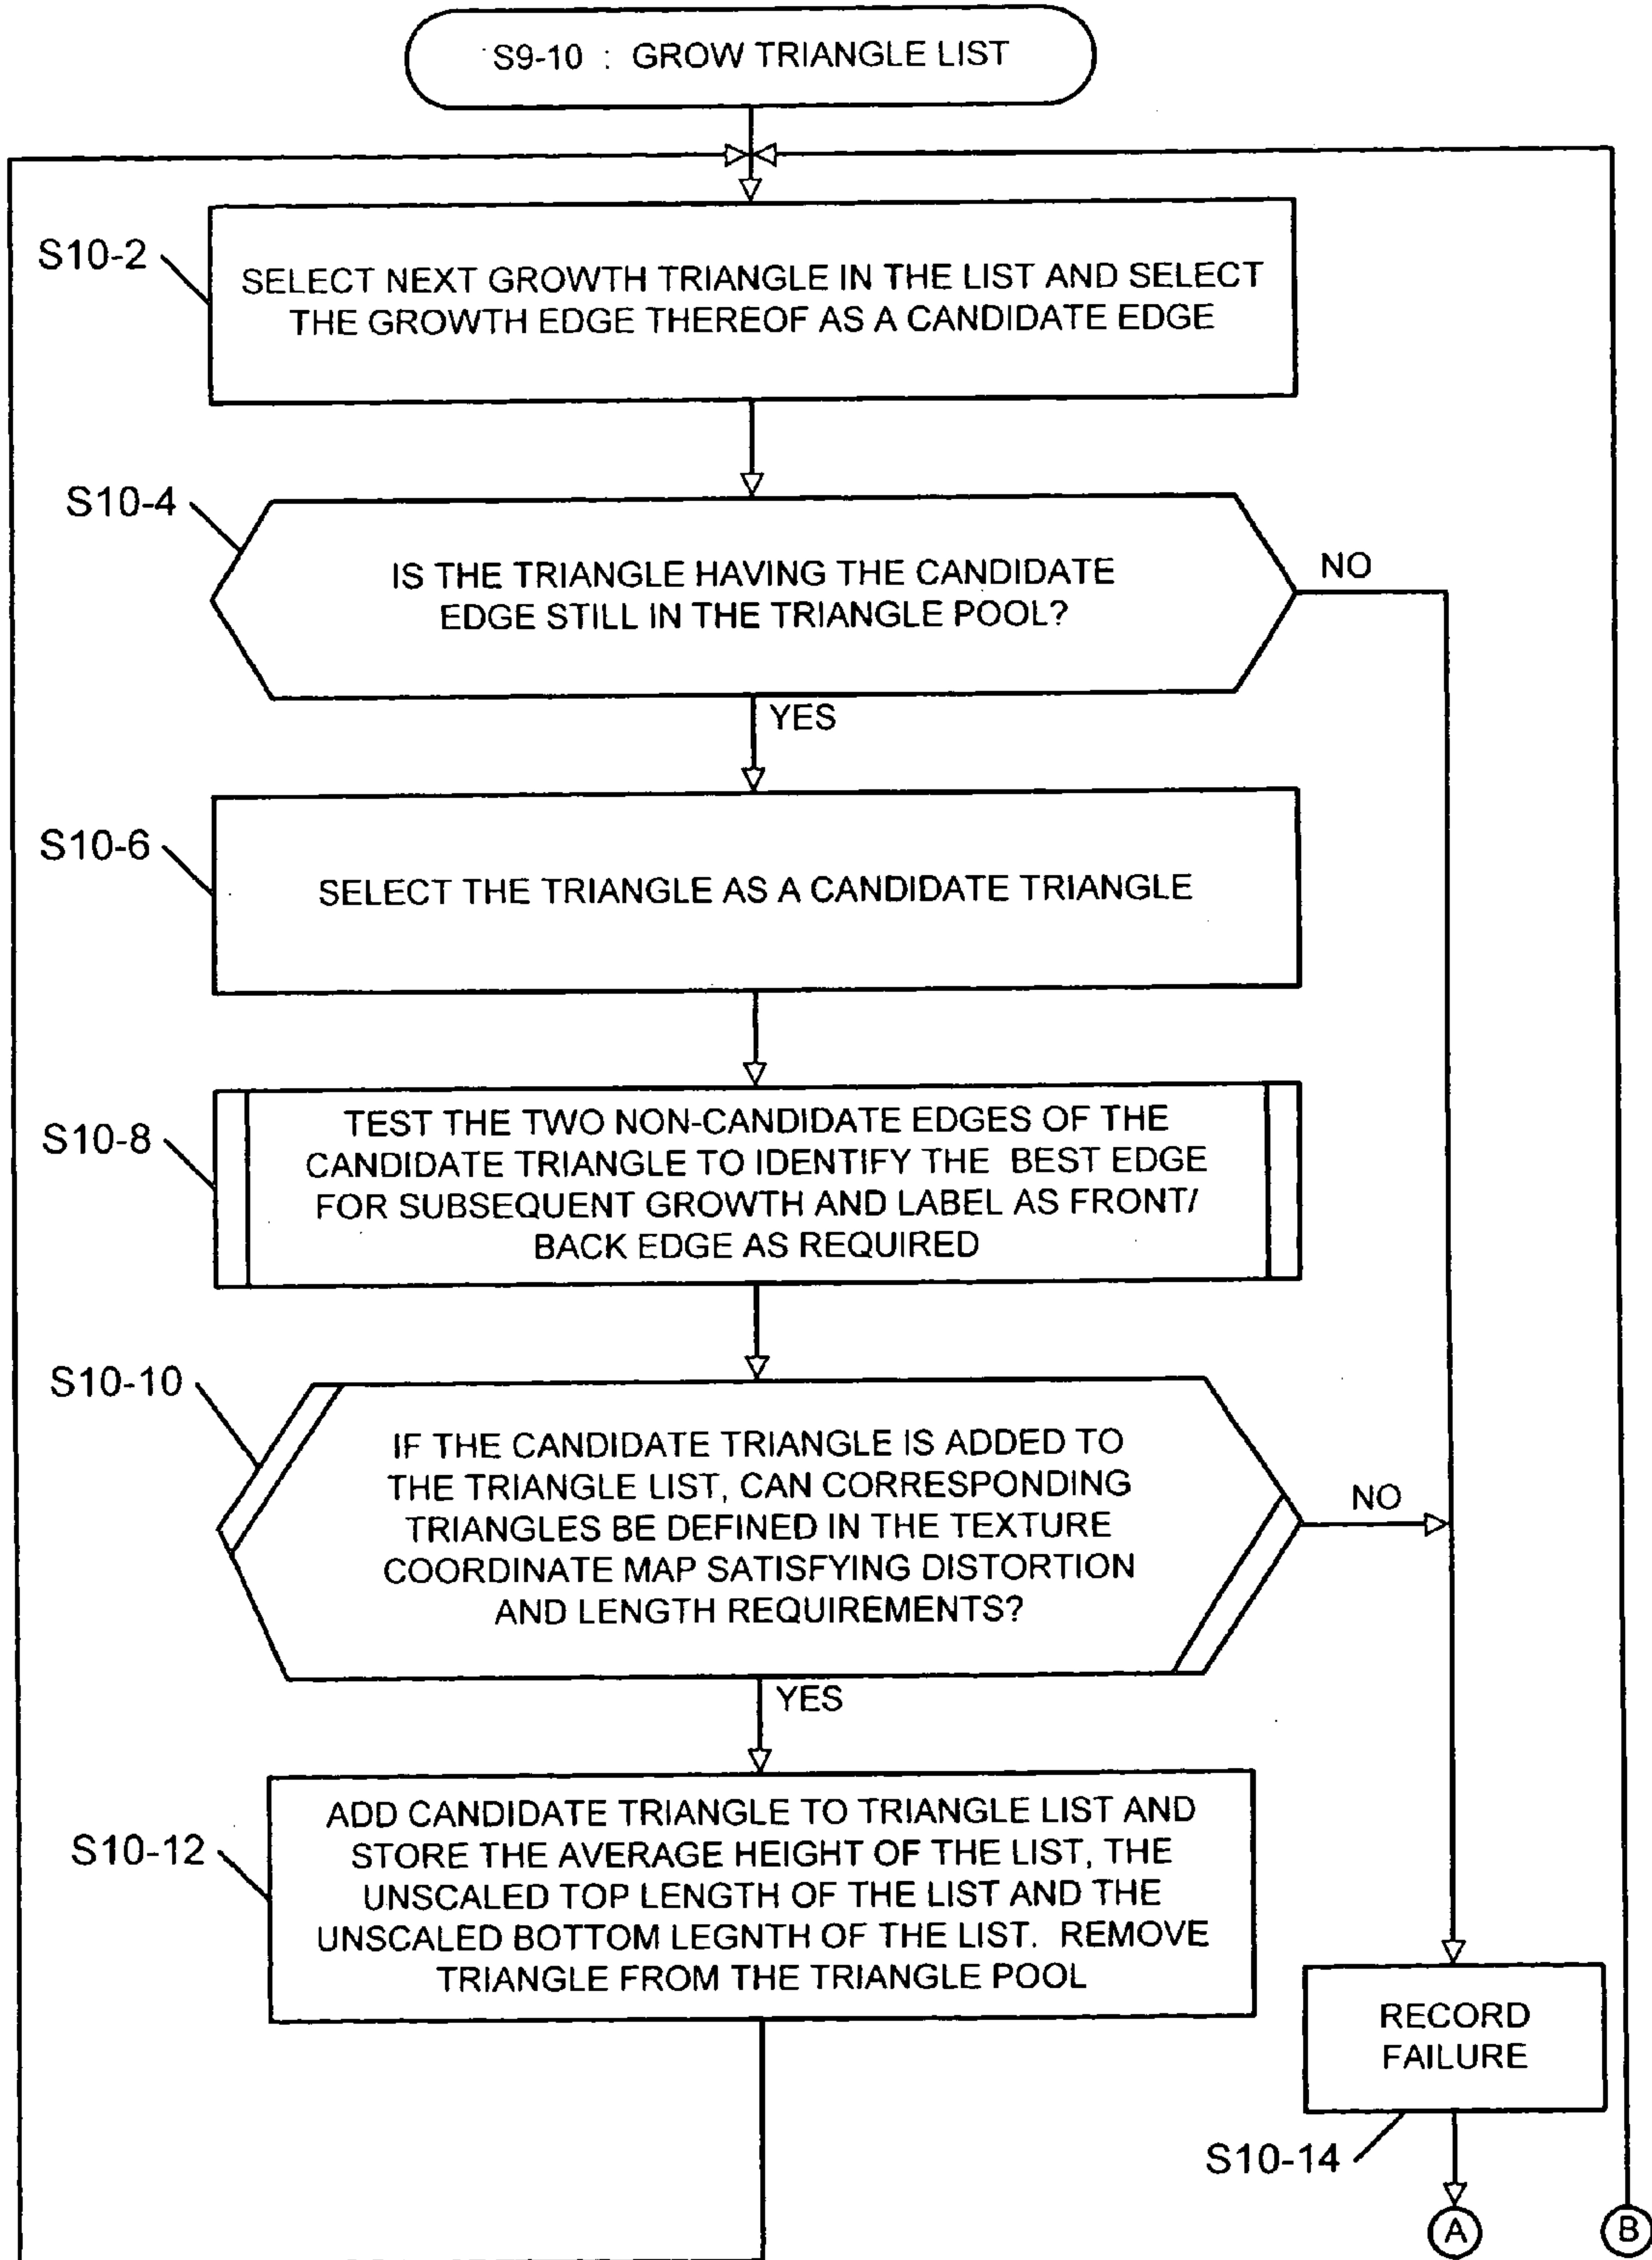 S9-10 : GROW TRIANGLE LIST
S10-2
SELECT NEXT GROWTH TRIANGLE IN THE LIST AND SELECT
THE GROWTH EDGE THEREOF AS A CANDIDATE EDGE
S10-4
IS THE TRIANGLE HAVING THE CANDIDATE
EDGE STILL IN THE TRIANGLE POOL?
NO
YES
S10-6
SELECT THE TRIANGLE AS A CANDIDATE TRIANGLE
S10-8
TEST THE TWO NON-CANDIDATE EDGES OF THE
CANDIDATE TRIANGLE TO IDENTIFY THE BEST EDGE
FOR SUBSEQUENT GROWTH AND LABEL AS FRONT/
BACK EDGE AS REQUIRED
S10-10
IF THE CANDIDATE TRIANGLE IS ADDED TO
THE TRIANGLE LIST, CAN CORRESPONDING
TRIANGLES BE DEFINED IN THE TEXTURE
COORDINATE MAP SATISFYING DISTORTION
AND LENGTH REQUIREMENTS?
NO
YES
S10-12
ADD CANDIDATE TRIANGLE TO TRIANGLE LIST AND
STORE THE AVERAGE HEIGHT OF THE LIST, THE
UNSCALED TOP LENGTH OF THE LIST AND THE
UNSCALED BOTTOM LEGNTH OF THE LIST. REMOVE
TRIANGLE FROM THE TRIANGLE POOL
RECORD
FAILURE
S10-14
A
B